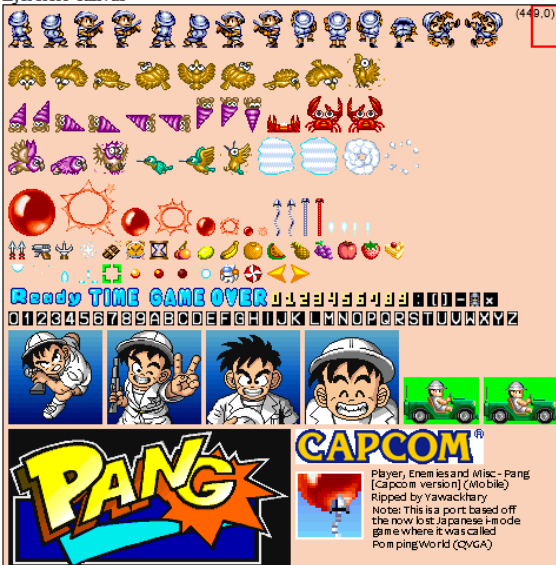 (449,0)
Ready TIME GAME OVER 0123456789:()-x
0123456789ABCDEFGHIJKLMNOPQRSTUVWXYZ
PANG
CAPCOM®
Player, Enemies and Misc - Pang
[Capcom version] (Mobile)
Ripped by Yawackhary
Note: This is a port based off
the now lost Japanese i-mode
game where it was called
Pomping World (QVGA)